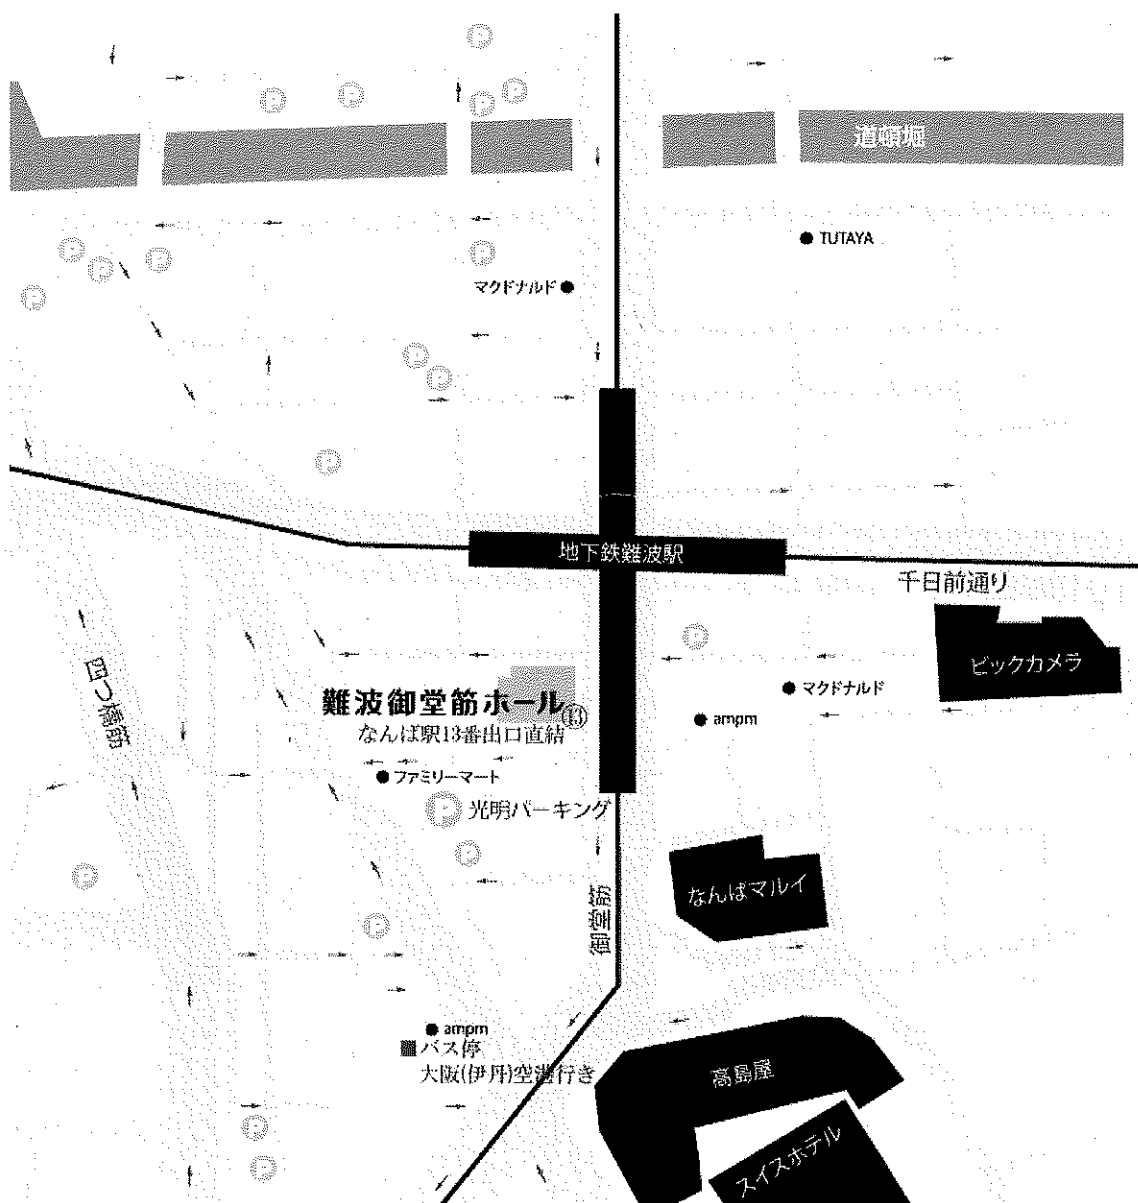 道頓堀
TUTAYA
マクドナルド
地下鉄難波駅
千日前通り
ビックカメラ
四つ橋筋
難波御堂筋ホール
⑬
なんば駅13番出口直結
マクドナルド
ampm
ファミリーマート
P 光明パーキング
なんばマルイ
御堂筋
ampm
バス停
大阪(伊丹)空港行き
高島屋
スイスホテル